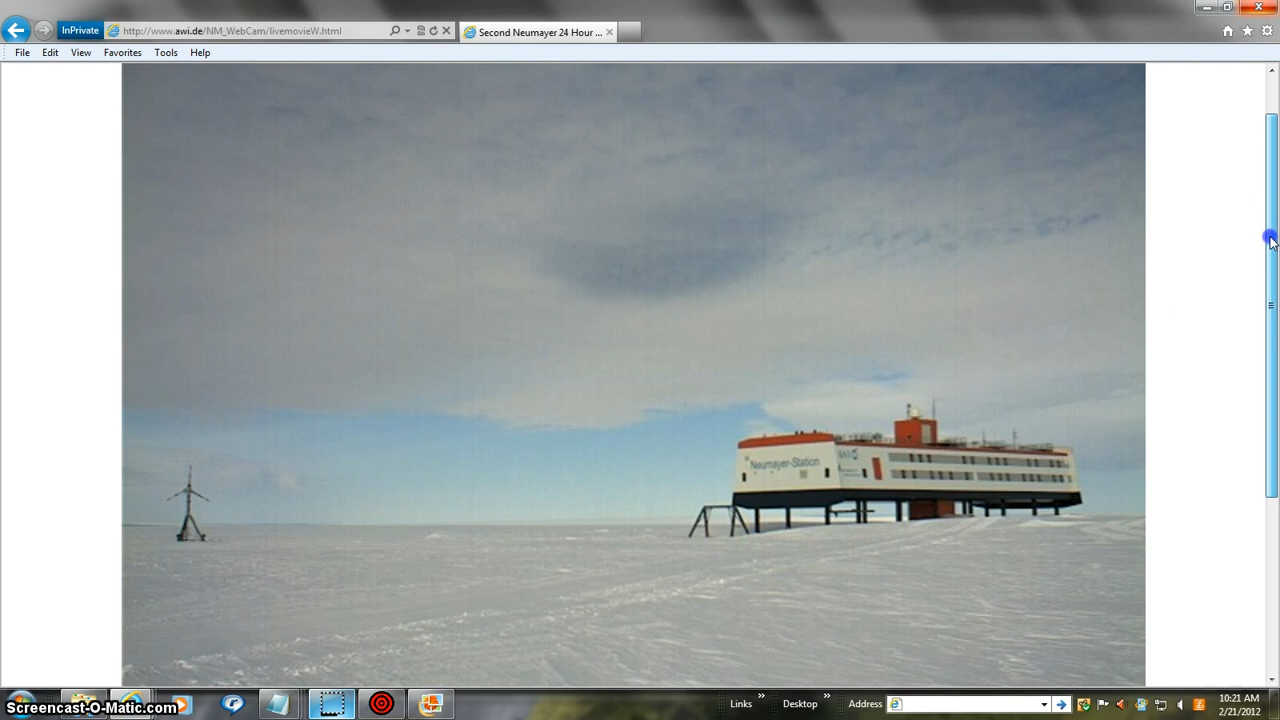 InPrivate
http://www.awi.de/NM_WebCam/livemovieW.html
Second Neumayer 24 Hour ...
File Edit View Favorites Tools Help
Neumayer-Station
Links
»
Desktop
»
Address
10:21 AM
2/21/2012
Screencast-O-Matic.com